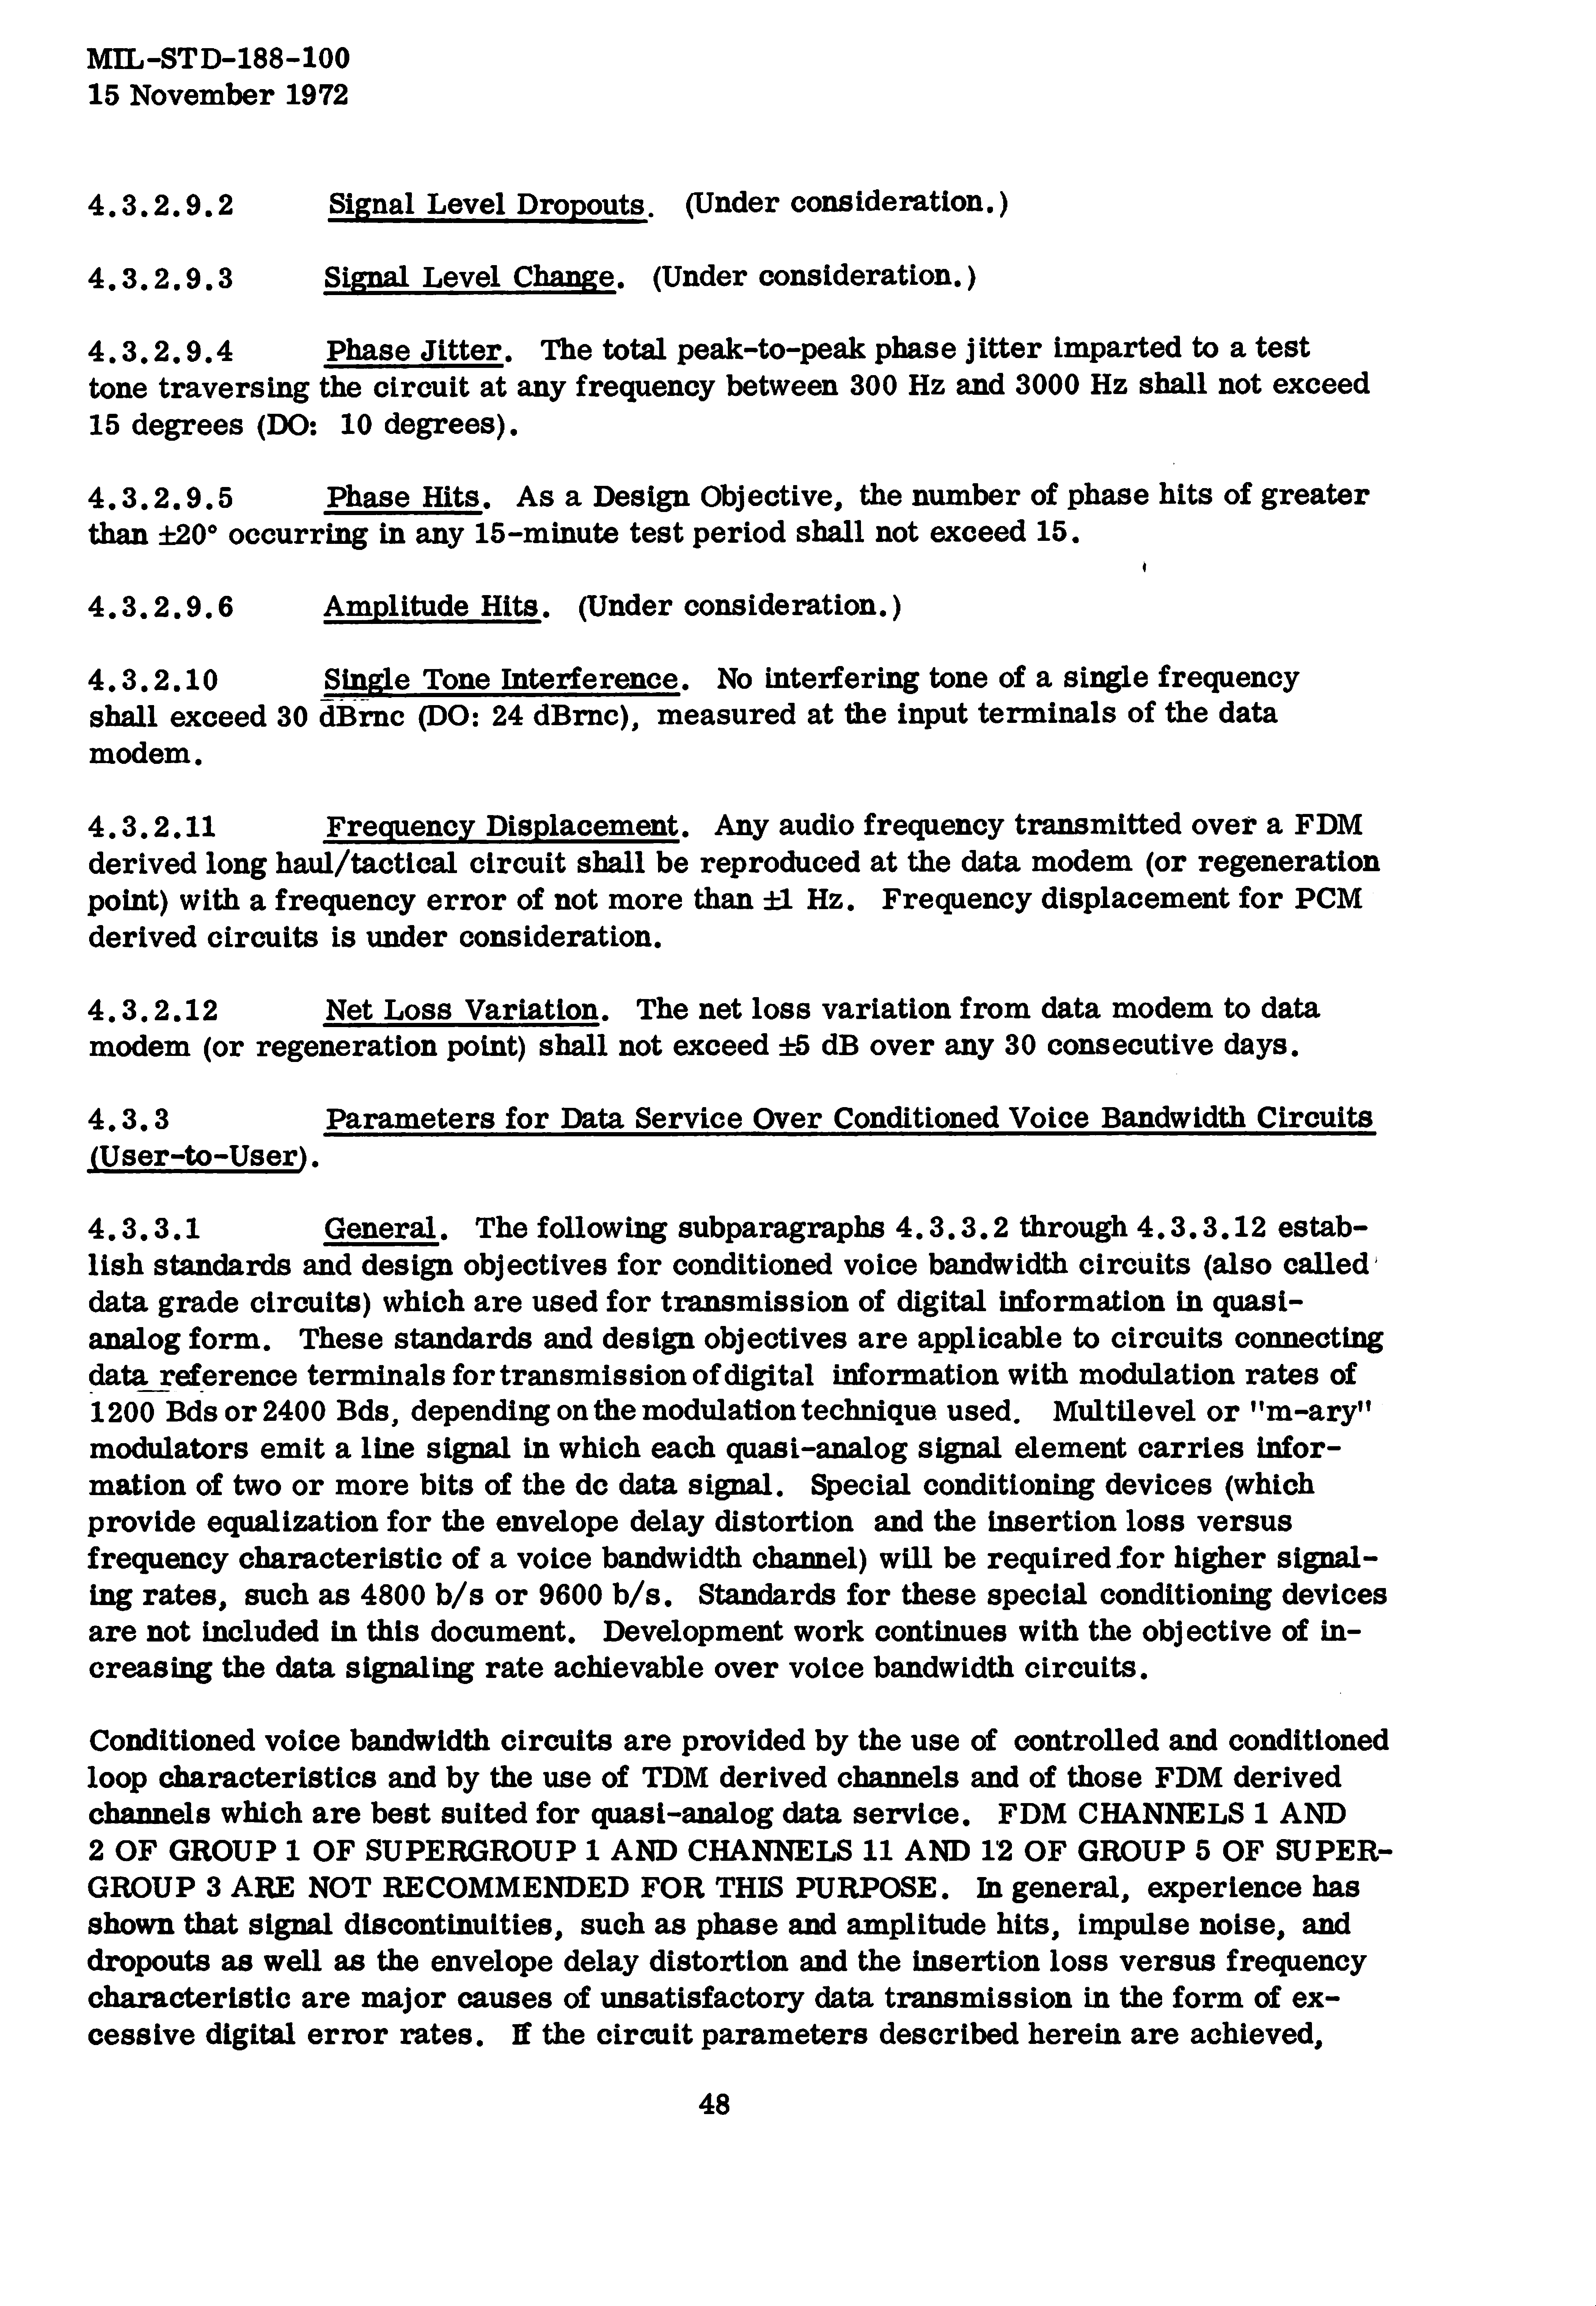 MIL-STD-188-100
15 November 1972
4.3.2.9.2 Signal Level Dropouts. (Under consideration.)
4.3.2.9.3 Signal Level Change. (Under consideration.)
4.3.2.9.4 Phase Jitter. The total peak-to-peak phase jitter imparted to a test
tone traversing the circuit at any frequency between 300 Hz and 3000 Hz shall not exceed
15 degrees (DO: 10 degrees).
4.3.2.9.5 Phase Hits. As a Design Objective, the number of phase hits of greater
than ±20° occurring in any 15-minute test period shall not exceed 15.
4.3.2.9.6 Amplitude Hits. (Under consideration.)
4.3.2.10 Single Tone Interference. No interfering tone of a single frequency
shall exceed 30 dBrnc (DO: 24 dBrnc), measured at the input terminals of the data
modem.
4.3.2.11 Frequency Displacement. Any audio frequency transmitted over a FDM
derived long haul/tactical circuit shall be reproduced at the data modem (or regeneration
point) with a frequency error of not more than ±1 Hz. Frequency displacement for PCM
derived circuits is under consideration.
4.3.2.12 Net Loss Variation. The net loss variation from data modem to data
modem (or regeneration point) shall not exceed ±5 dB over any 30 consecutive days.
4.3.3 Parameters for Data Service Over Conditioned Voice Bandwidth Circuits
(User-to-User).
4.3.3.1 General. The following subparagraphs 4.3.3.2 through 4.3.3.12 estab-
lish standards and design objectives for conditioned voice bandwidth circuits (also called
data grade circuits) which are used for transmission of digital information in quasi-
analog form. These standards and design objectives are applicable to circuits connecting
data reference terminals for transmission of digital information with modulation rates of
1200 Bds or 2400 Bds, depending on the modulation technique used. Multilevel or "m-ary"
modulators emit a line signal in which each quasi-analog signal element carries infor-
mation of two or more bits of the dc data signal. Special conditioning devices (which
provide equalization for the envelope delay distortion and the insertion loss versus
frequency characteristic of a voice bandwidth channel) will be required for higher signal-
ing rates, such as 4800 b/s or 9600 b/s. Standards for these special conditioning devices
are not included in this document. Development work continues with the objective of in-
creasing the data signaling rate achievable over voice bandwidth circuits.
Conditioned voice bandwidth circuits are provided by the use of controlled and conditioned
loop characteristics and by the use of TDM derived channels and of those FDM derived
channels which are best suited for quasi-analog data service. FDM CHANNELS 1 AND
2 OF GROUP 1 OF SUPERGROUP 1 AND CHANNELS 11 AND 12 OF GROUP 5 OF SUPER-
GROUP 3 ARE NOT RECOMMENDED FOR THIS PURPOSE. In general, experience has
shown that signal discontinuities, such as phase and amplitude hits, impulse noise, and
dropouts as well as the envelope delay distortion and the insertion loss versus frequency
characteristic are major causes of unsatisfactory data transmission in the form of ex-
cessive digital error rates. If the circuit parameters described herein are achieved,
48